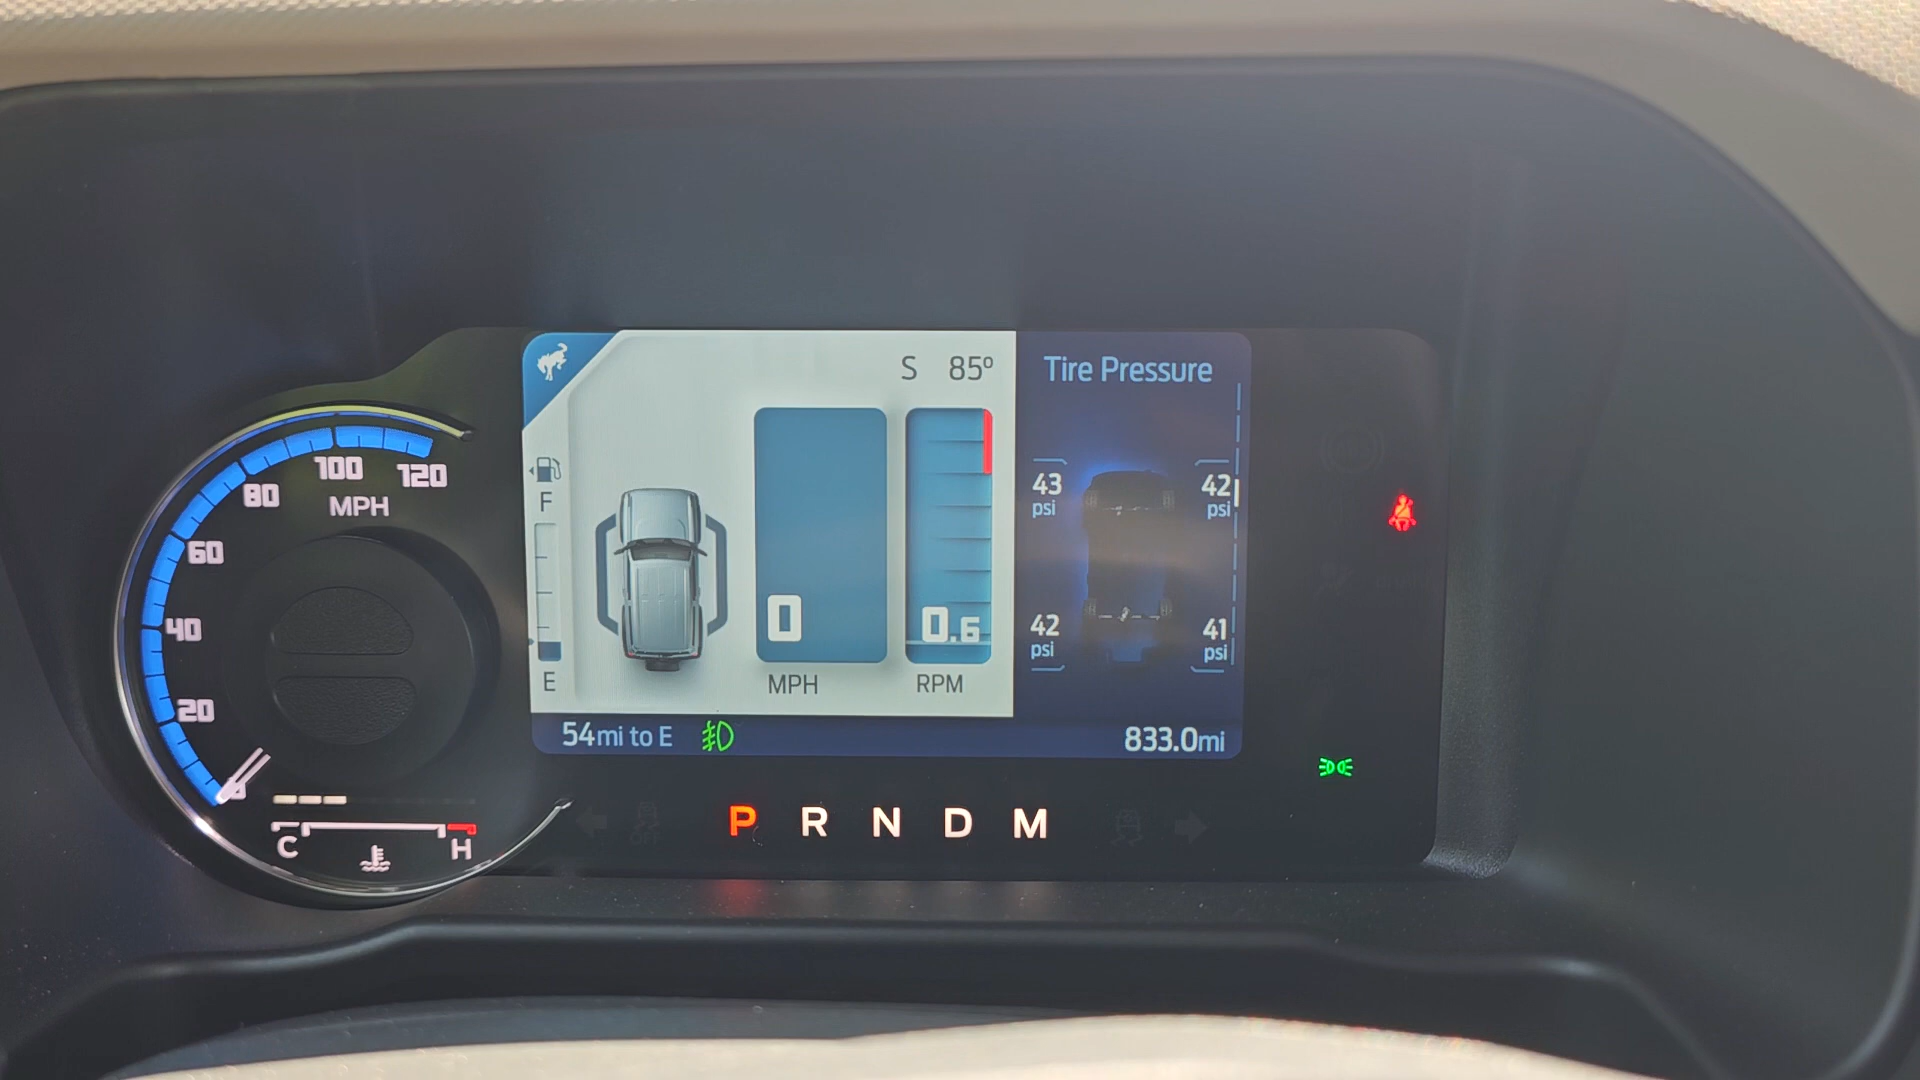 S 85º
Tire Pressure
100 120
80
MPH
60
40
20
F
E
0
MPH
0.6
RPM
43
psi
42
psi
42
psi
41
psi
54mi to E
833.0mi
C H
P R N D M